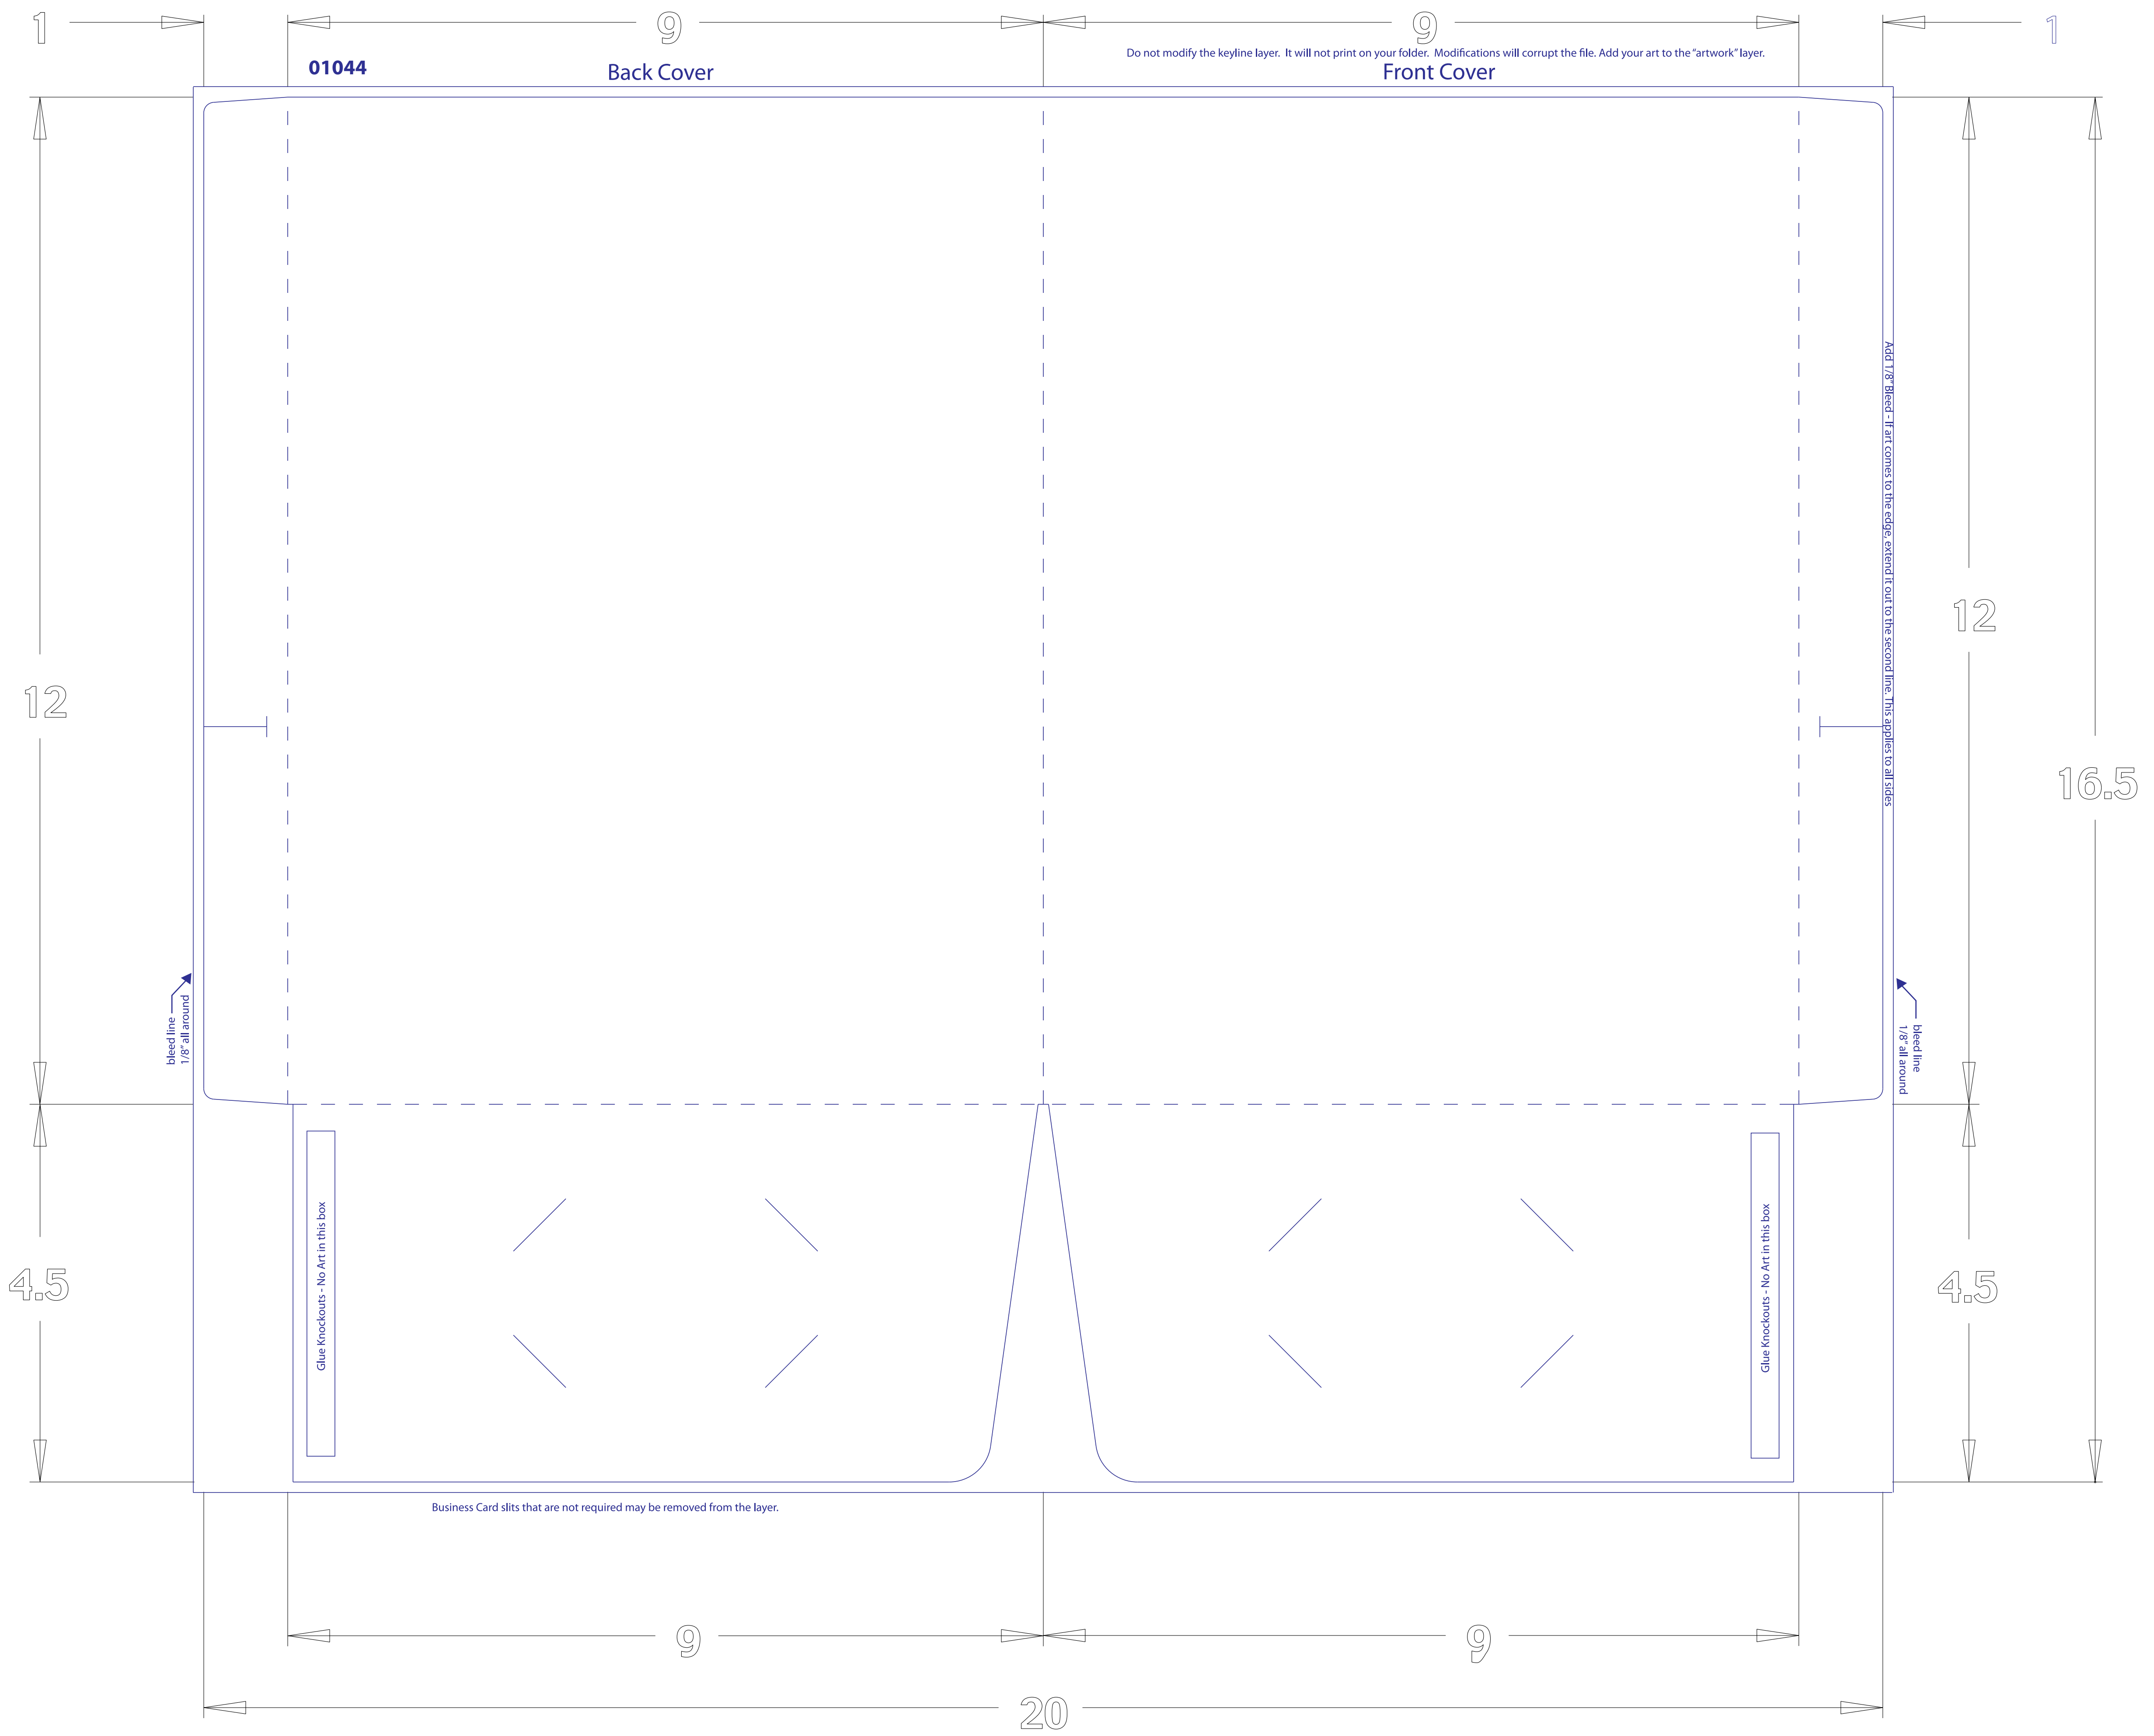 1
9
9
1
Do not modify the keyline layer.  It will not print on your folder.  Modifications will corrupt the file. Add your art to the "artwork" layer.
01044
Back Cover
Front Cover
Add 1/8" Bleed - If art comes to the edge, extend it out to the second line. This applies to all sides
12
12
16.5
bleed line
1/8" all around
bleed line
1/8" all around
4.5
Glue Knockouts - No Art in this box
Glue Knockouts - No Art in this box
4.5
Business Card slits that are not required may be removed from the layer.
9
9
20